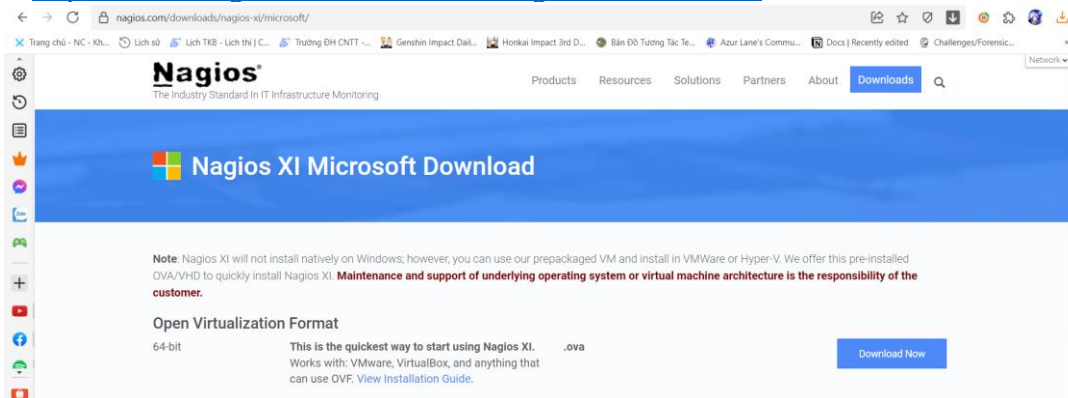 nagios.com/downloads/nagios-xi/microsoft/
Trang chủ - NC - Kh... Lịch sử Lịch TKB - Lịch thi | C... Trường ĐH CNTT -... Genshin Impact Dail... Honkai Impact 3rd D... Bản Đồ Tương Tác Te... Azur Lane's Commu... Docs | Recently edited Challenges/Forensic...
Network
Nagios®
The Industry Standard In IT Infrastructure Monitoring
Products Resources Solutions Partners About Downloads
Nagios XI Microsoft Download
Note: Nagios XI will not install natively on Windows; however, you can use our prepackaged VM and install in VMWare or Hyper-V. We offer this pre-installed
OVA/VHD to quickly install Nagios XI. Maintenance and support of underlying operating system or virtual machine architecture is the responsibility of the
customer.
Open Virtualization Format
64-bit This is the quickest way to start using Nagios XI. .ova
Works with: VMware, VirtualBox, and anything that
can use OVF. View Installation Guide.
Download Now